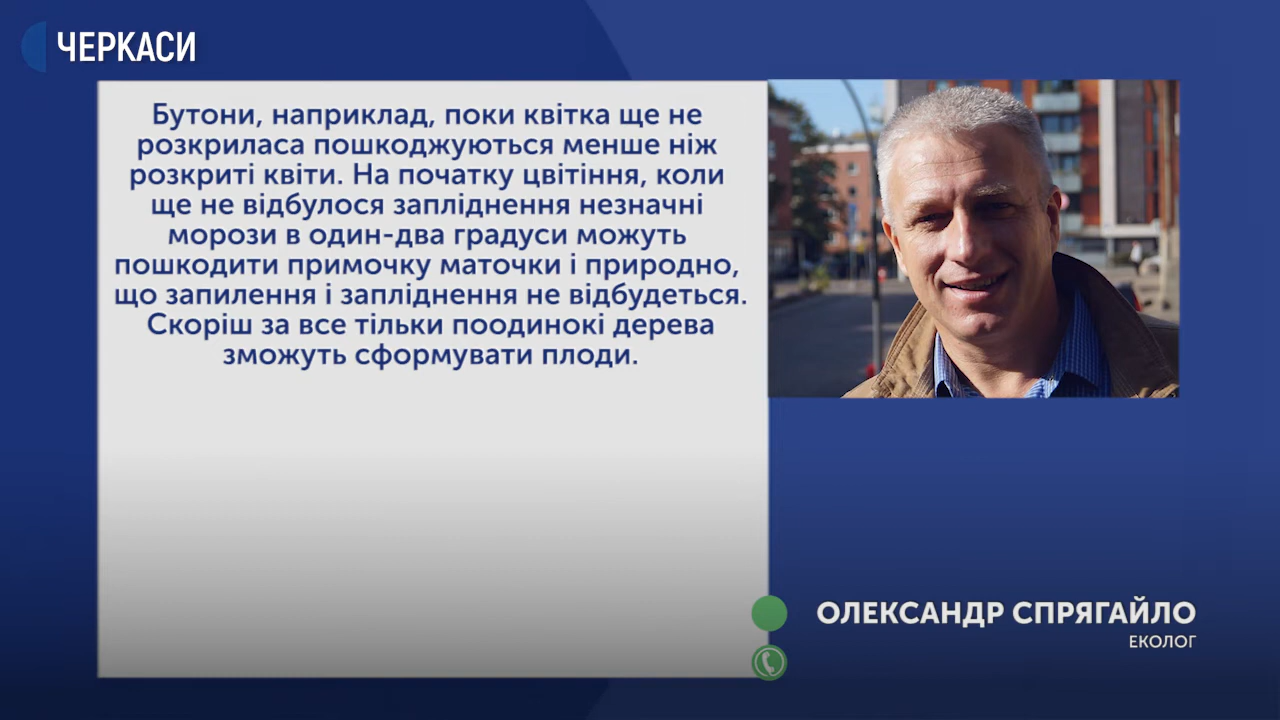 ЧЕРКАСИ
Бутони, наприклад, поки квітка ще не
розкриласа пошкоджуються менше ніж
розкриті квіти. На початку цвітіння, коли
ще не відбулося запліднення незначні
морози в один-два градуси можуть
пошкодити примочку маточки і природно,
що запилення і запліднення не відбудеться.
Скоріш за все тільки поодинокі дерева
зможуть сформувати плоди.
ОЛЕКСАНДР СПРЯГАЙЛО
ЕКОЛОГ